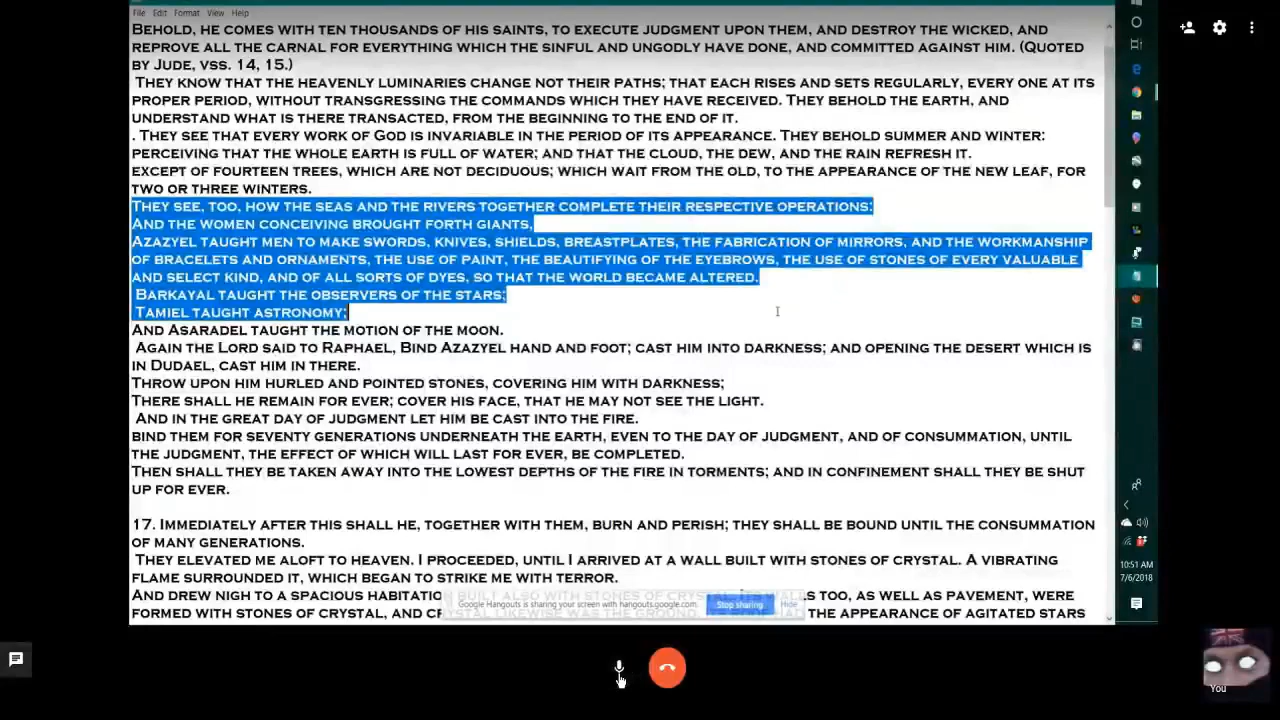 File Edit Format View Help
BEHOLD, HE COMES WITH TEN THOUSANDS OF HIS SAINTS, TO EXECUTE JUDGMENT UPON THEM, AND DESTROY THE WICKED, AND
REPROVE ALL THE CARNAL FOR EVERYTHING WHICH THE SINFUL AND UNGODLY HAVE DONE, AND COMMITTED AGAINST HIM. (QUOTED
BY JUDE, VSS. 14, 15.)
THEY KNOW THAT THE HEAVENLY LUMINARIES CHANGE NOT THEIR PATHS; THAT EACH RISES AND SETS REGULARLY, EVERY ONE AT ITS
PROPER PERIOD, WITHOUT TRANSGRESSING THE COMMANDS WHICH THEY HAVE RECEIVED. THEY BEHOLD THE EARTH, AND
UNDERSTAND WHAT IS THERE TRANSACTED, FROM THE BEGINNING TO THE END OF IT.
. THEY SEE THAT EVERY WORK OF GOD IS INVARIABLE IN THE PERIOD OF ITS APPEARANCE. THEY BEHOLD SUMMER AND WINTER:
PERCEIVING THAT THE WHOLE EARTH IS FULL OF WATER; AND THAT THE CLOUD, THE DEW, AND THE RAIN REFRESH IT.
EXCEPT OF FOURTEEN TREES, WHICH ARE NOT DECIDUOUS; WHICH WAIT FROM THE OLD, TO THE APPEARANCE OF THE NEW LEAF, FOR
TWO OR THREE WINTERS.
THEY SEE, TOO, HOW THE SEAS AND THE RIVERS TOGETHER COMPLETE THEIR RESPECTIVE OPERATIONS:
AND THE WOMEN CONCEIVING BROUGHT FORTH GIANTS,
AZAZYEL TAUGHT MEN TO MAKE SWORDS, KNIVES, SHIELDS, BREASTPLATES, THE FABRICATION OF MIRRORS, AND THE WORKMANSHIP
OF BRACELETS AND ORNAMENTS, THE USE OF PAINT, THE BEAUTIFYING OF THE EYEBROWS, THE USE OF STONES OF EVERY VALUABLE
AND SELECT KIND, AND OF ALL SORTS OF DYES, SO THAT THE WORLD BECAME ALTERED.
BARKAYAL TAUGHT THE OBSERVERS OF THE STARS;
TAMIEL TAUGHT ASTRONOMY;
AND ASARADEL TAUGHT THE MOTION OF THE MOON.
AGAIN THE LORD SAID TO RAPHAEL, BIND AZAZYEL HAND AND FOOT; CAST HIM INTO DARKNESS; AND OPENING THE DESERT WHICH IS
IN DUDAEL, CAST HIM IN THERE.
THROW UPON HIM HURLED AND POINTED STONES, COVERING HIM WITH DARKNESS;
THERE SHALL HE REMAIN FOR EVER; COVER HIS FACE, THAT HE MAY NOT SEE THE LIGHT.
AND IN THE GREAT DAY OF JUDGMENT LET HIM BE CAST INTO THE FIRE.
BIND THEM FOR SEVENTY GENERATIONS UNDERNEATH THE EARTH, EVEN TO THE DAY OF JUDGMENT, AND OF CONSUMMATION, UNTIL
THE JUDGMENT, THE EFFECT OF WHICH WILL LAST FOR EVER, BE COMPLETED.
THEN SHALL THEY BE TAKEN AWAY INTO THE LOWEST DEPTHS OF THE FIRE IN TORMENTS; AND IN CONFINEMENT SHALL THEY BE SHUT
UP FOR EVER.
17. IMMEDIATELY AFTER THIS SHALL HE, TOGETHER WITH THEM, BURN AND PERISH; THEY SHALL BE BOUND UNTIL THE CONSUMMATION
OF MANY GENERATIONS.
THEY ELEVATED ME ALOFT TO HEAVEN. I PROCEEDED, UNTIL I ARRIVED AT A WALL BUILT WITH STONES OF CRYSTAL. A VIBRATING
FLAME SURROUNDED IT, WHICH BEGAN TO STRIKE ME WITH TERROR.
AND DREW NIGH TO A SPACIOUS HABITATION BUILT ALSO WITH STONES OF CRYSTAL. ITS WALLS TOO, AS WELL AS PAVEMENT, WERE
FORMED WITH STONES OF CRYSTAL, AND CRYSTAL LIKEWISE WAS THE GROUND. THE APPEARANCE OF AGITATED STARS
Google Hangouts is sharing your screen with hangouts.google.com. Stop sharing Hide
10:51 AM
7/6/2018
You